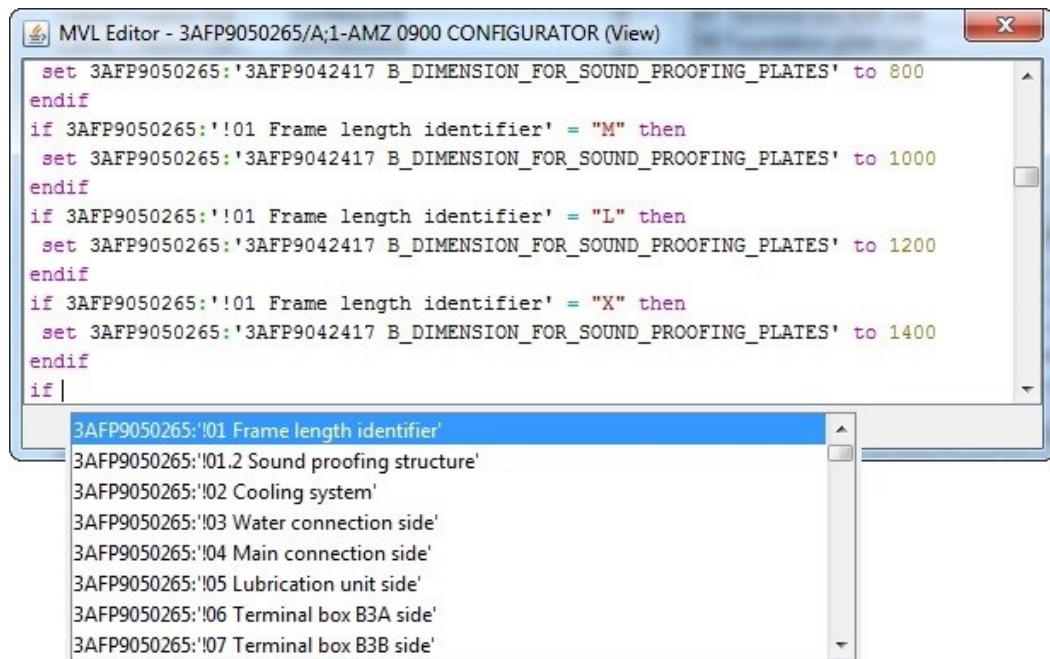 MVL Editor - 3AFP9050265/A;1-AMZ 0900 CONFIGURATOR (View)
set 3AFP9050265:'3AFP9042417 B_DIMENSION_FOR_SOUND_PROOFING_PLATES' to 800
endif
if 3AFP9050265:'!01 Frame length identifier' = "M" then
set 3AFP9050265:'3AFP9042417 B_DIMENSION_FOR_SOUND_PROOFING_PLATES' to 1000
endif
if 3AFP9050265:'!01 Frame length identifier' = "L" then
set 3AFP9050265:'3AFP9042417 B_DIMENSION_FOR_SOUND_PROOFING_PLATES' to 1200
endif
if 3AFP9050265:'!01 Frame length identifier' = "X" then
set 3AFP9050265:'3AFP9042417 B_DIMENSION_FOR_SOUND_PROOFING_PLATES' to 1400
endif
if
3AFP9050265:'!01 Frame length identifier'
3AFP9050265:'!01.2 Sound proofing structure'
3AFP9050265:'!02 Cooling system'
3AFP9050265:'!03 Water connection side'
3AFP9050265:'!04 Main connection side'
3AFP9050265:'!05 Lubrication unit side'
3AFP9050265:'!06 Terminal box B3A side'
3AFP9050265:'!07 Terminal box B3B side'